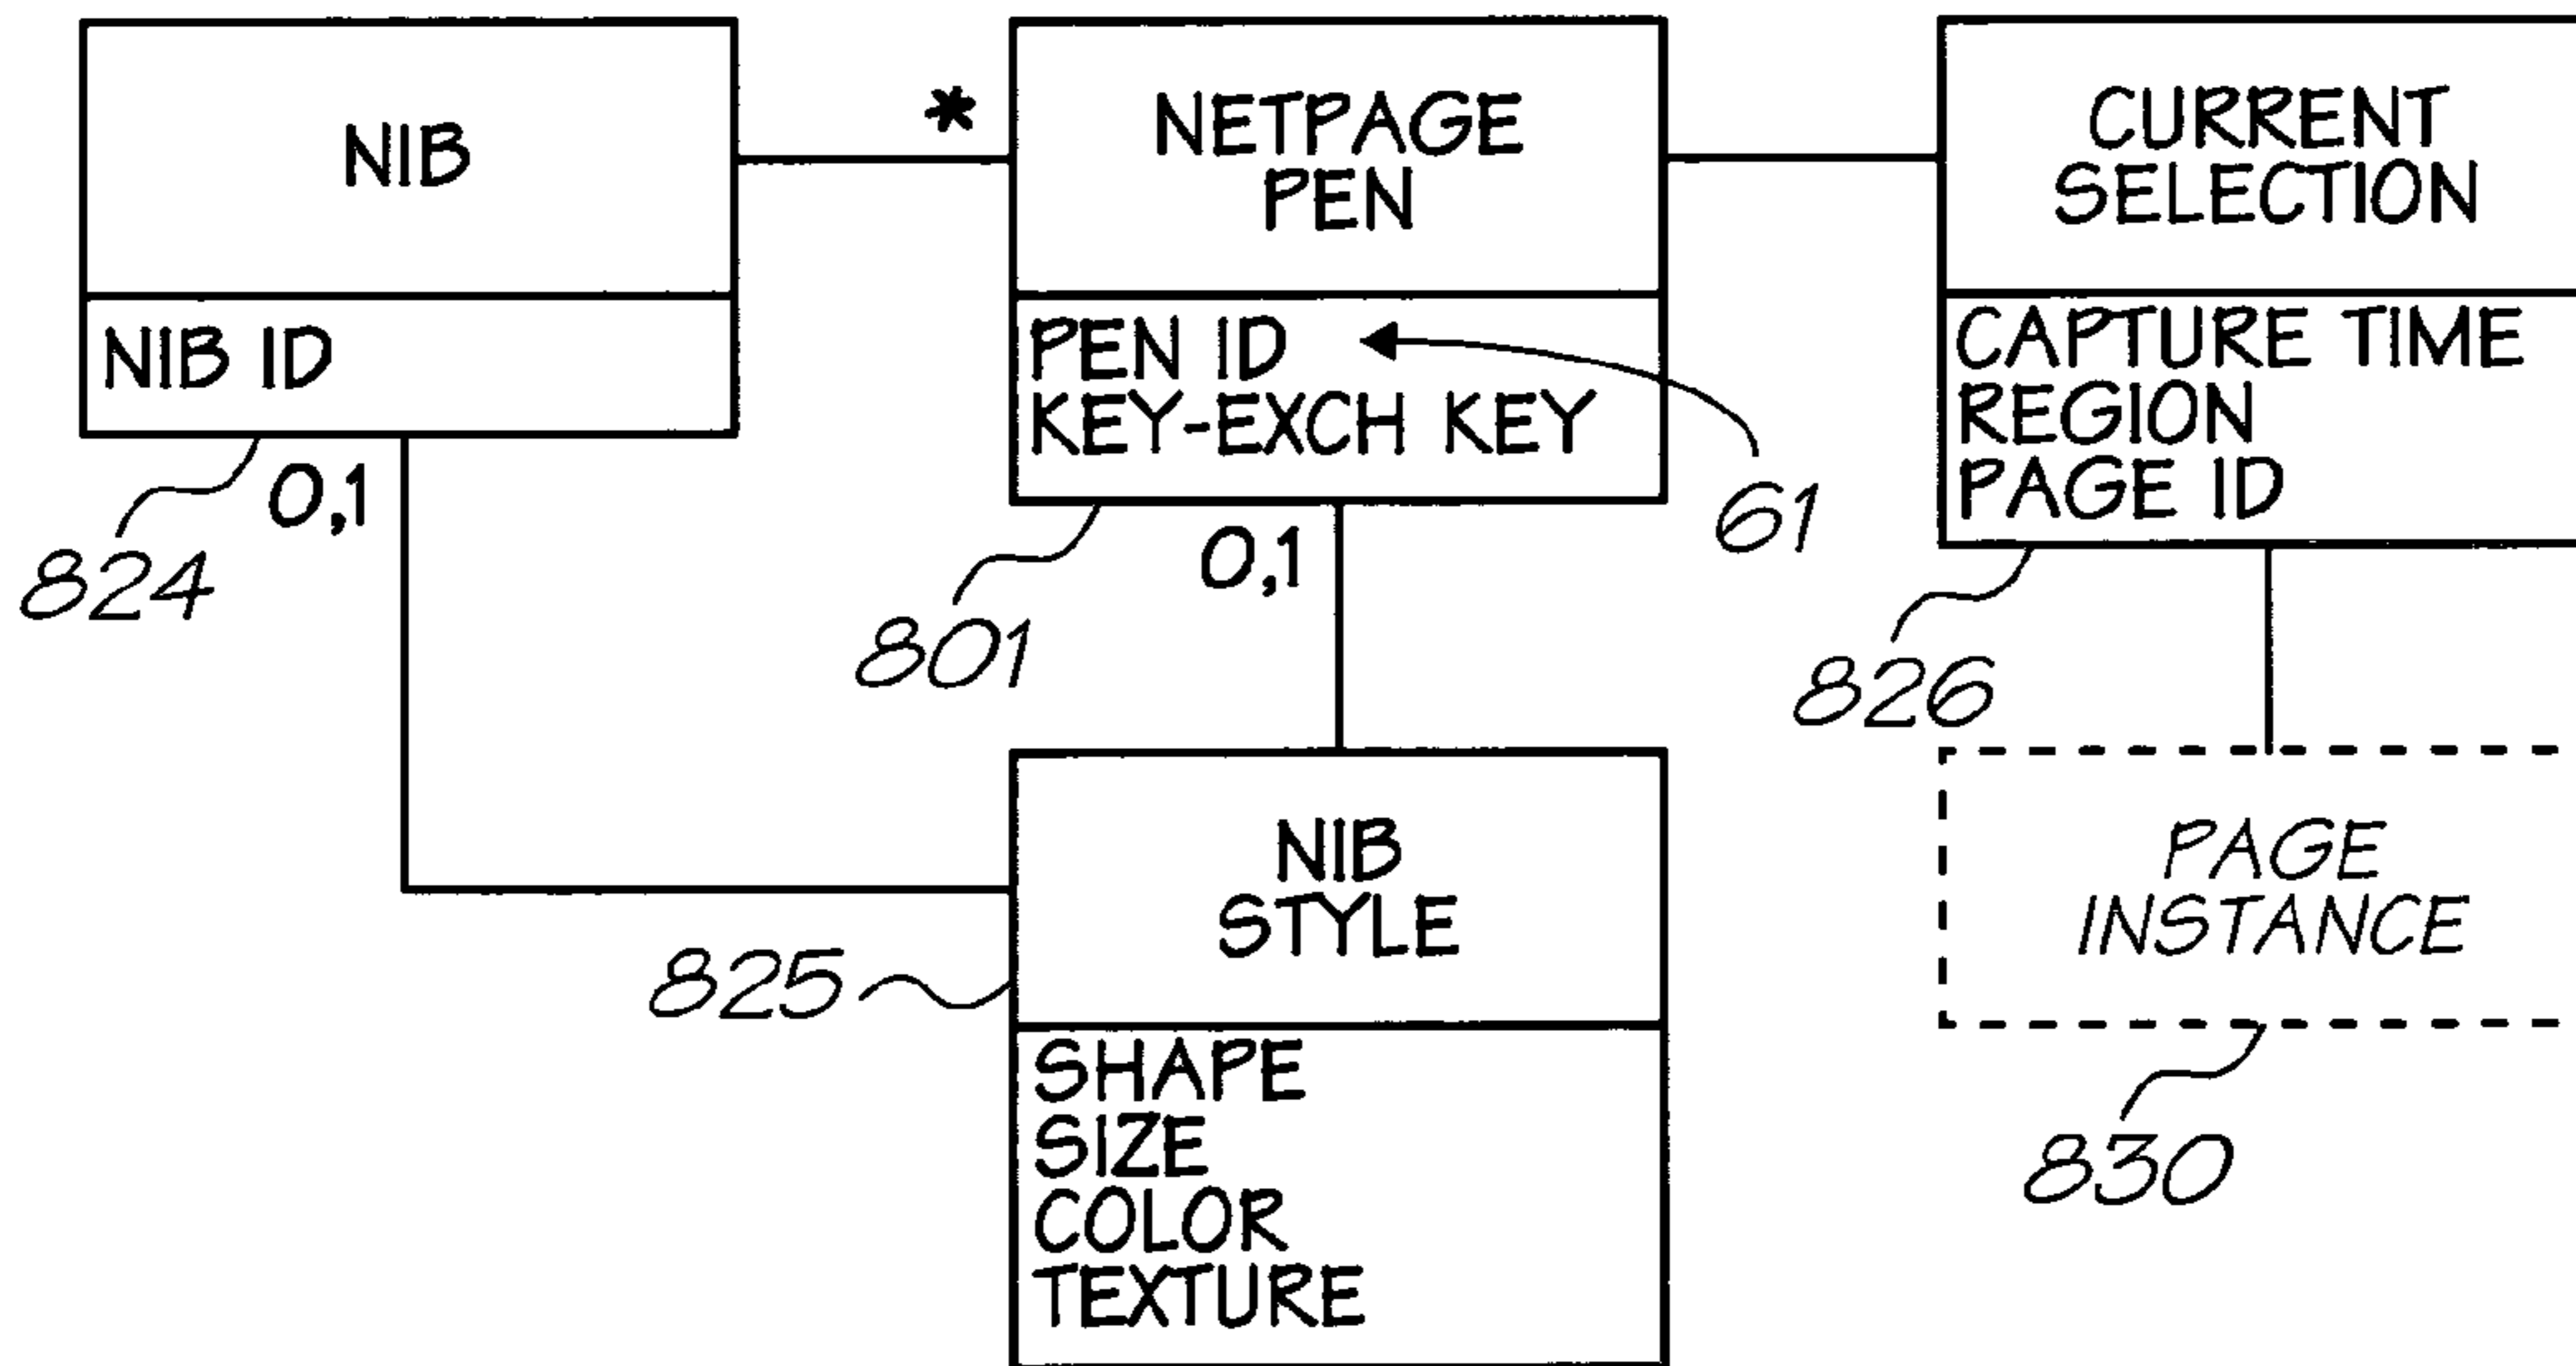 NIB
NIB ID
824
0,1
*
NETPAGE
PEN
PEN ID
KEY-EXCH KEY
61
801
0,1
CURRENT
SELECTION
CAPTURE TIME
REGION
PAGE ID
826
NIB
STYLE
825
SHAPE
SIZE
COLOR
TEXTURE
PAGE
INSTANCE
830